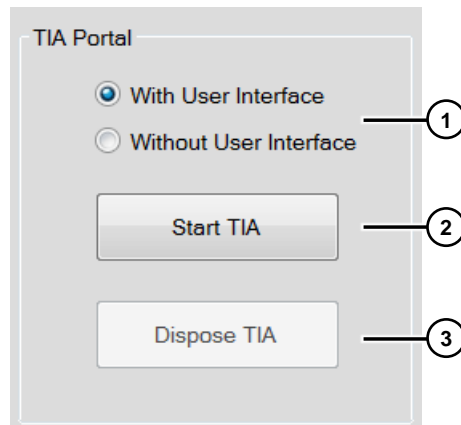 TIA Portal
With User Interface
Without User Interface
1
Start TIA
2
Dispose TIA
3